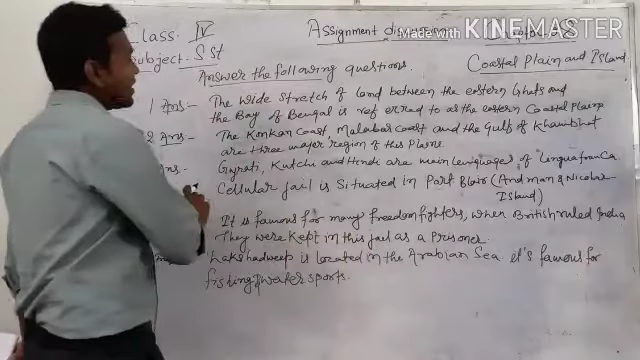 Class. IV
Assignment discussion
Made with KINEMASTER
Subject. S St
Answer the following questions.
Coastal Plain and Island
1 Ans:- The Wide Stretch of Land between the eastern Ghats and
the Bay of Bengal is referred to as the eastern Coastal Plains
2 Ans:- The Konkan Coast, Malabar coast and the Gulf of Khambhat
are three major region of this Plains.
Ans:- Gujrati, Kutchi and Hindi are main languages of Lingua franca.
Cellular Jail is Situated in Port Blair (Andman & Nicobar
Island)
It is famous for many freedom fighters, when British ruled India
They were kept in this Jail as a Prisoner.
Lakshadweep is located in the Arabian Sea. It's famous for
fishing & water sports.